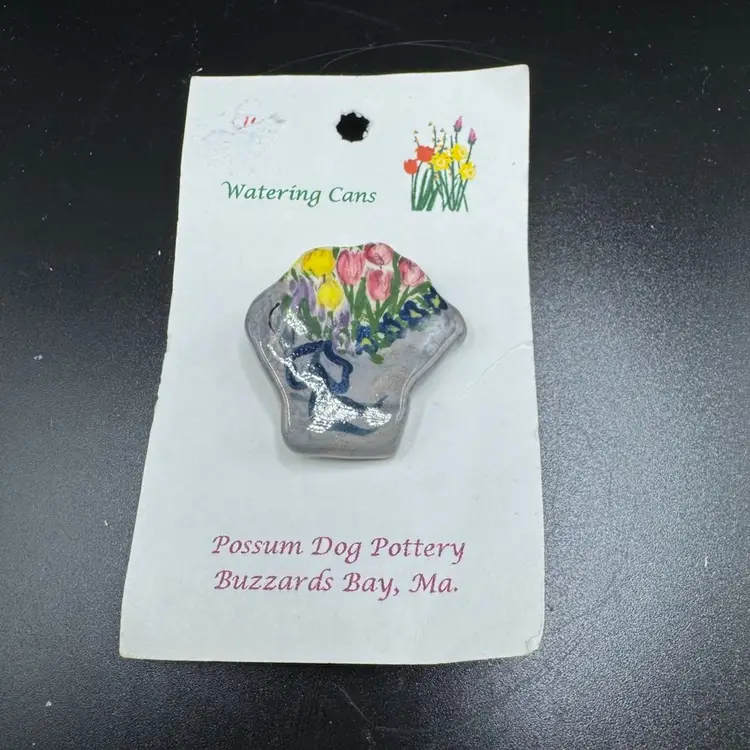 Watering Cans
Possum Dog Pottery
Buzzards Bay, Ma.